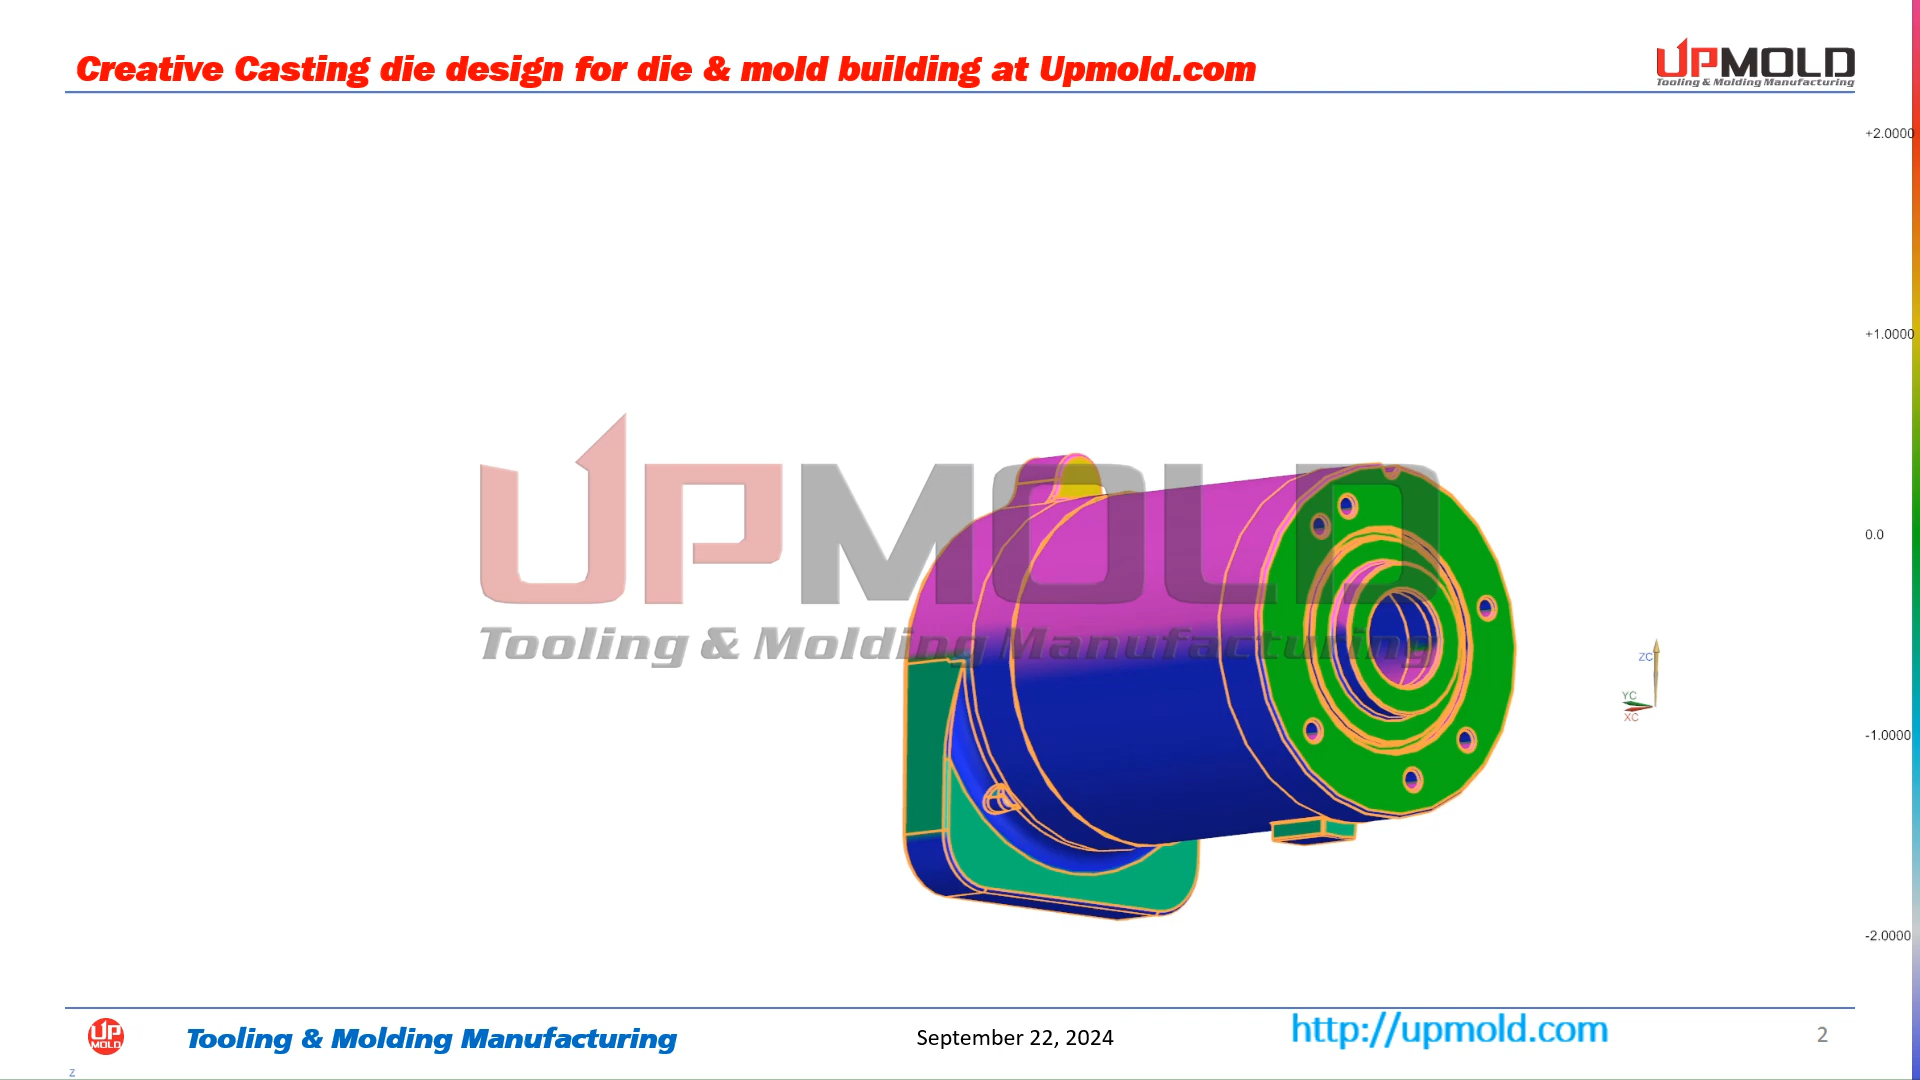 Creative Casting die design for die & mold building at Upmold.com
UPMOLD
Tooling & Molding Manufacturing
+2.0000
+1.0000
0.0
-1.0000
-2.0000
UPMOLD
Tooling & Molding Manufacturing
ZC
YC
XC
UP
MOLD
Tooling & Molding Manufacturing
September 22, 2024
http://upmold.com
2
z